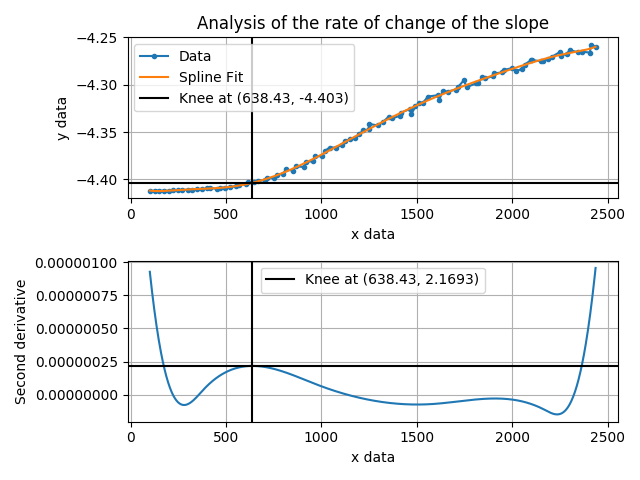 Analysis of the rate of change of the slope
Data
Spline Fit
Knee at (638.43, -4.403)
y data
−4.25
−4.30
−4.35
−4.40
0
500
1000
1500
2000
2500
x data
Knee at (638.43, 2.1693)
Second derivative
0.00000100
0.00000075
0.00000050
0.00000025
0.00000000
0
500
1000
1500
2000
2500
x data